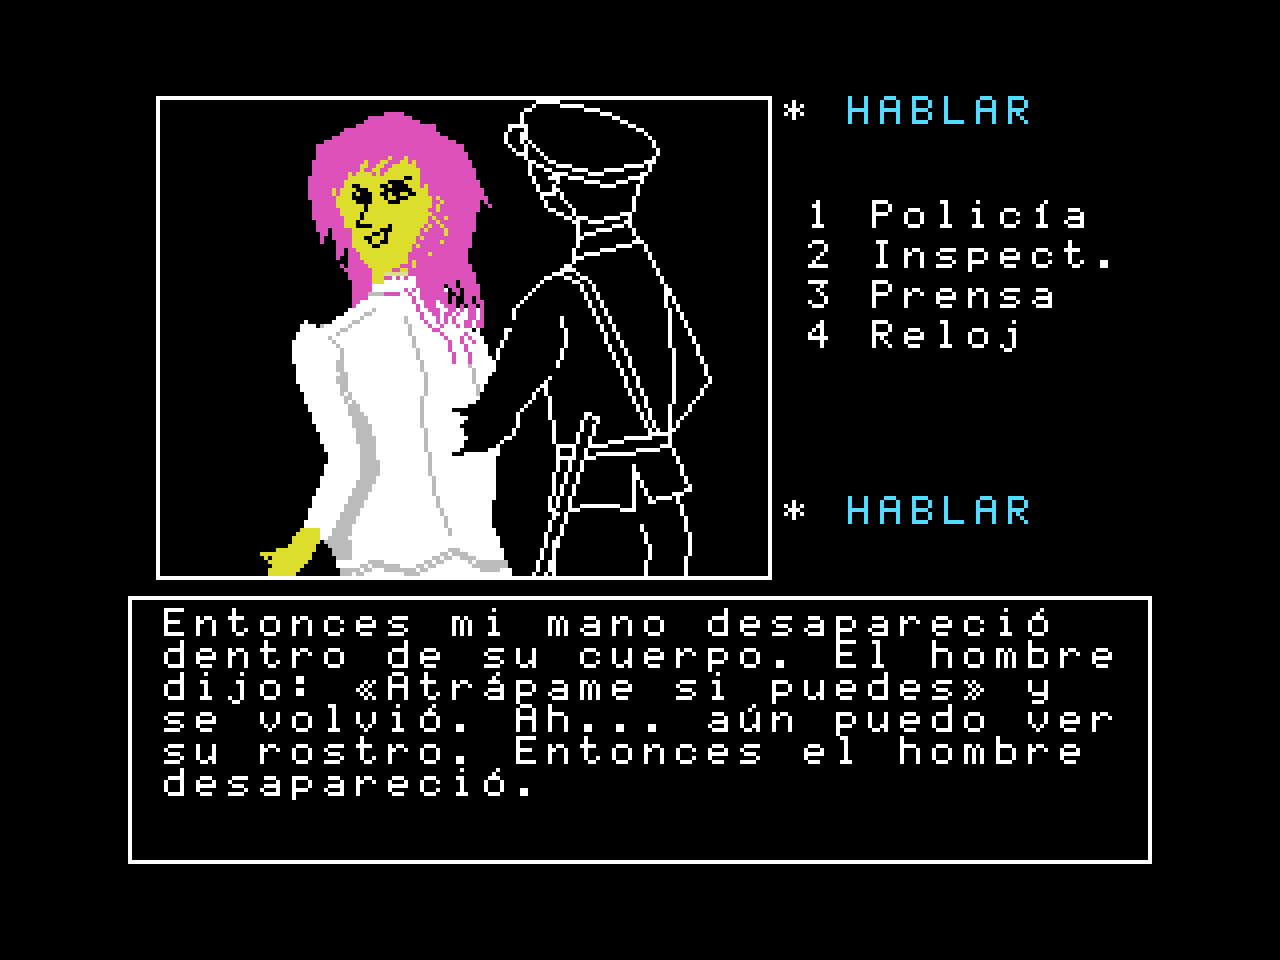 * HABLAR
1 Policía
2 Inspect.
3 Prensa
4 Reloj
* HABLAR
Entonces mi mano desapareció
dentro de su cuerpo. El hombre
dijo: «Atrápame si puedes» y
se volvió. Ah... aún puedo ver
su rostro. Entonces el hombre
desapareció.